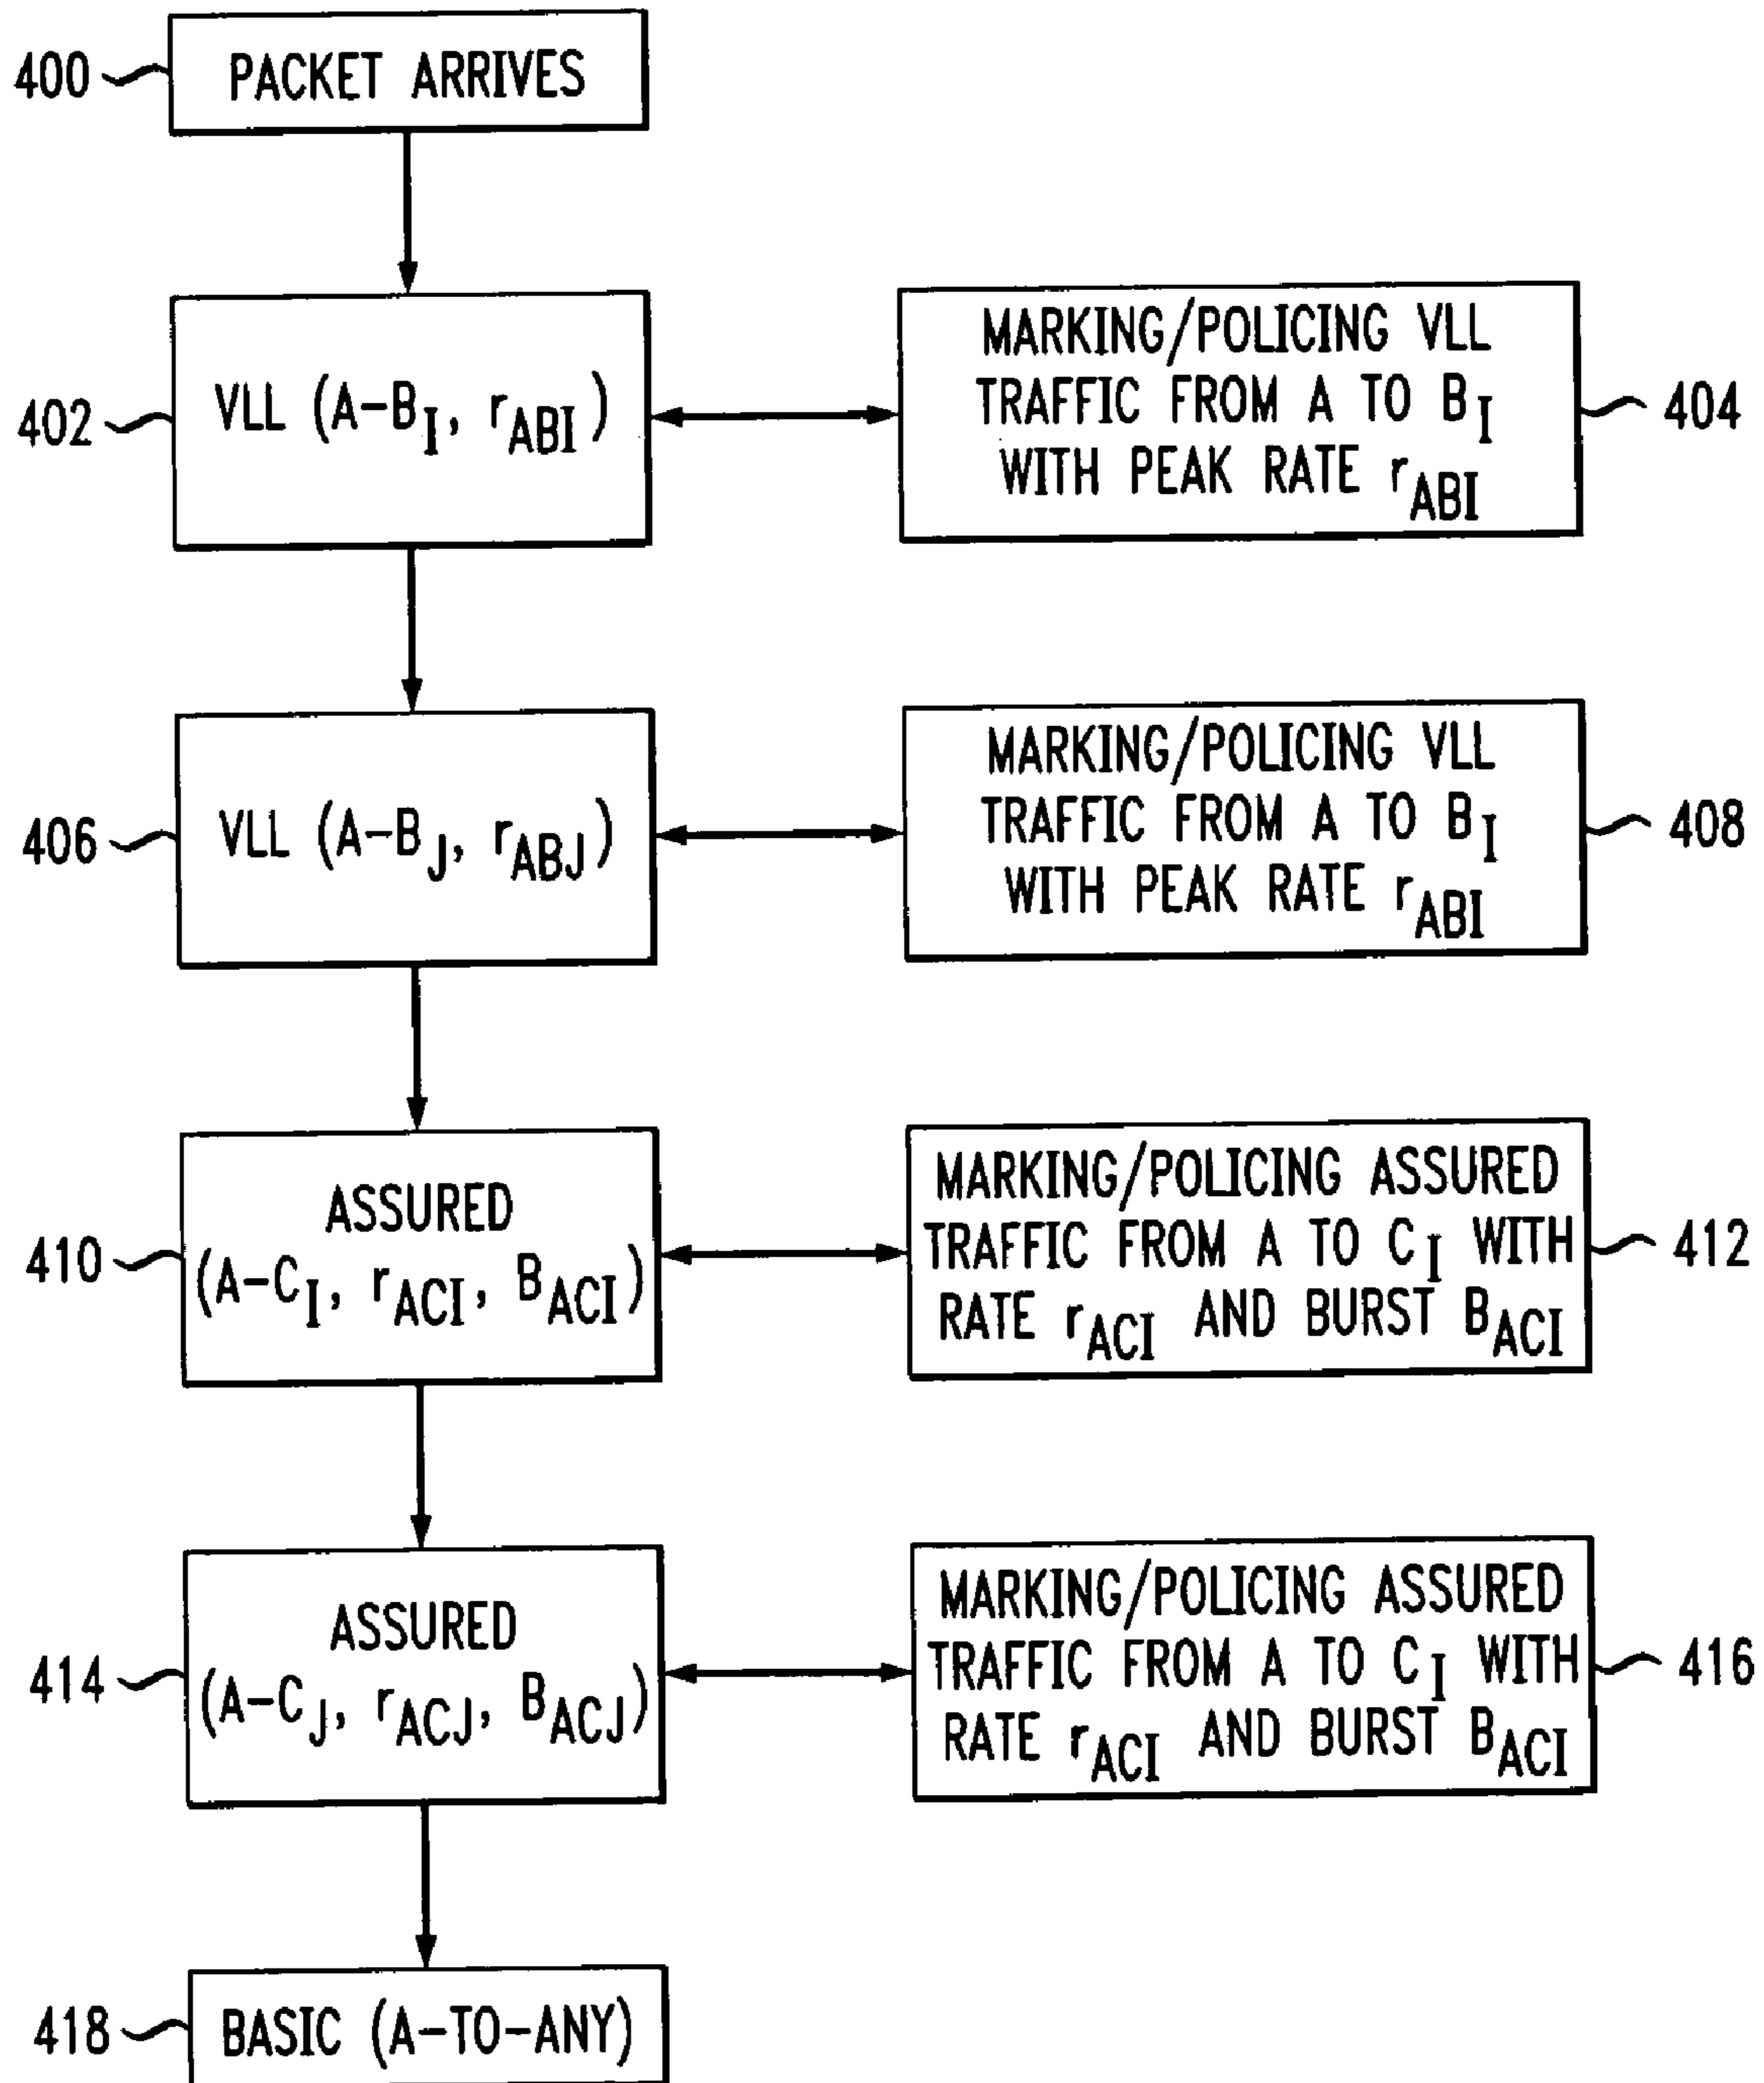 400
PACKET ARRIVES
402
VLL (A-B_I, r_ABI)
MARKING/POLICING VLL
TRAFFIC FROM A TO B_I
WITH PEAK RATE r_ABI
404
406
VLL (A-B_J, r_ABJ)
MARKING/POLICING VLL
TRAFFIC FROM A TO B_I
WITH PEAK RATE r_ABI
408
410
ASSURED
(A-C_I, r_ACI, B_ACI)
MARKING/POLICING ASSURED
TRAFFIC FROM A TO C_I WITH
RATE r_ACI AND BURST B_ACI
412
414
ASSURED
(A-C_J, r_ACJ, B_ACJ)
MARKING/POLICING ASSURED
TRAFFIC FROM A TO C_I WITH
RATE r_ACI AND BURST B_ACI
416
418
BASIC (A-TO-ANY)